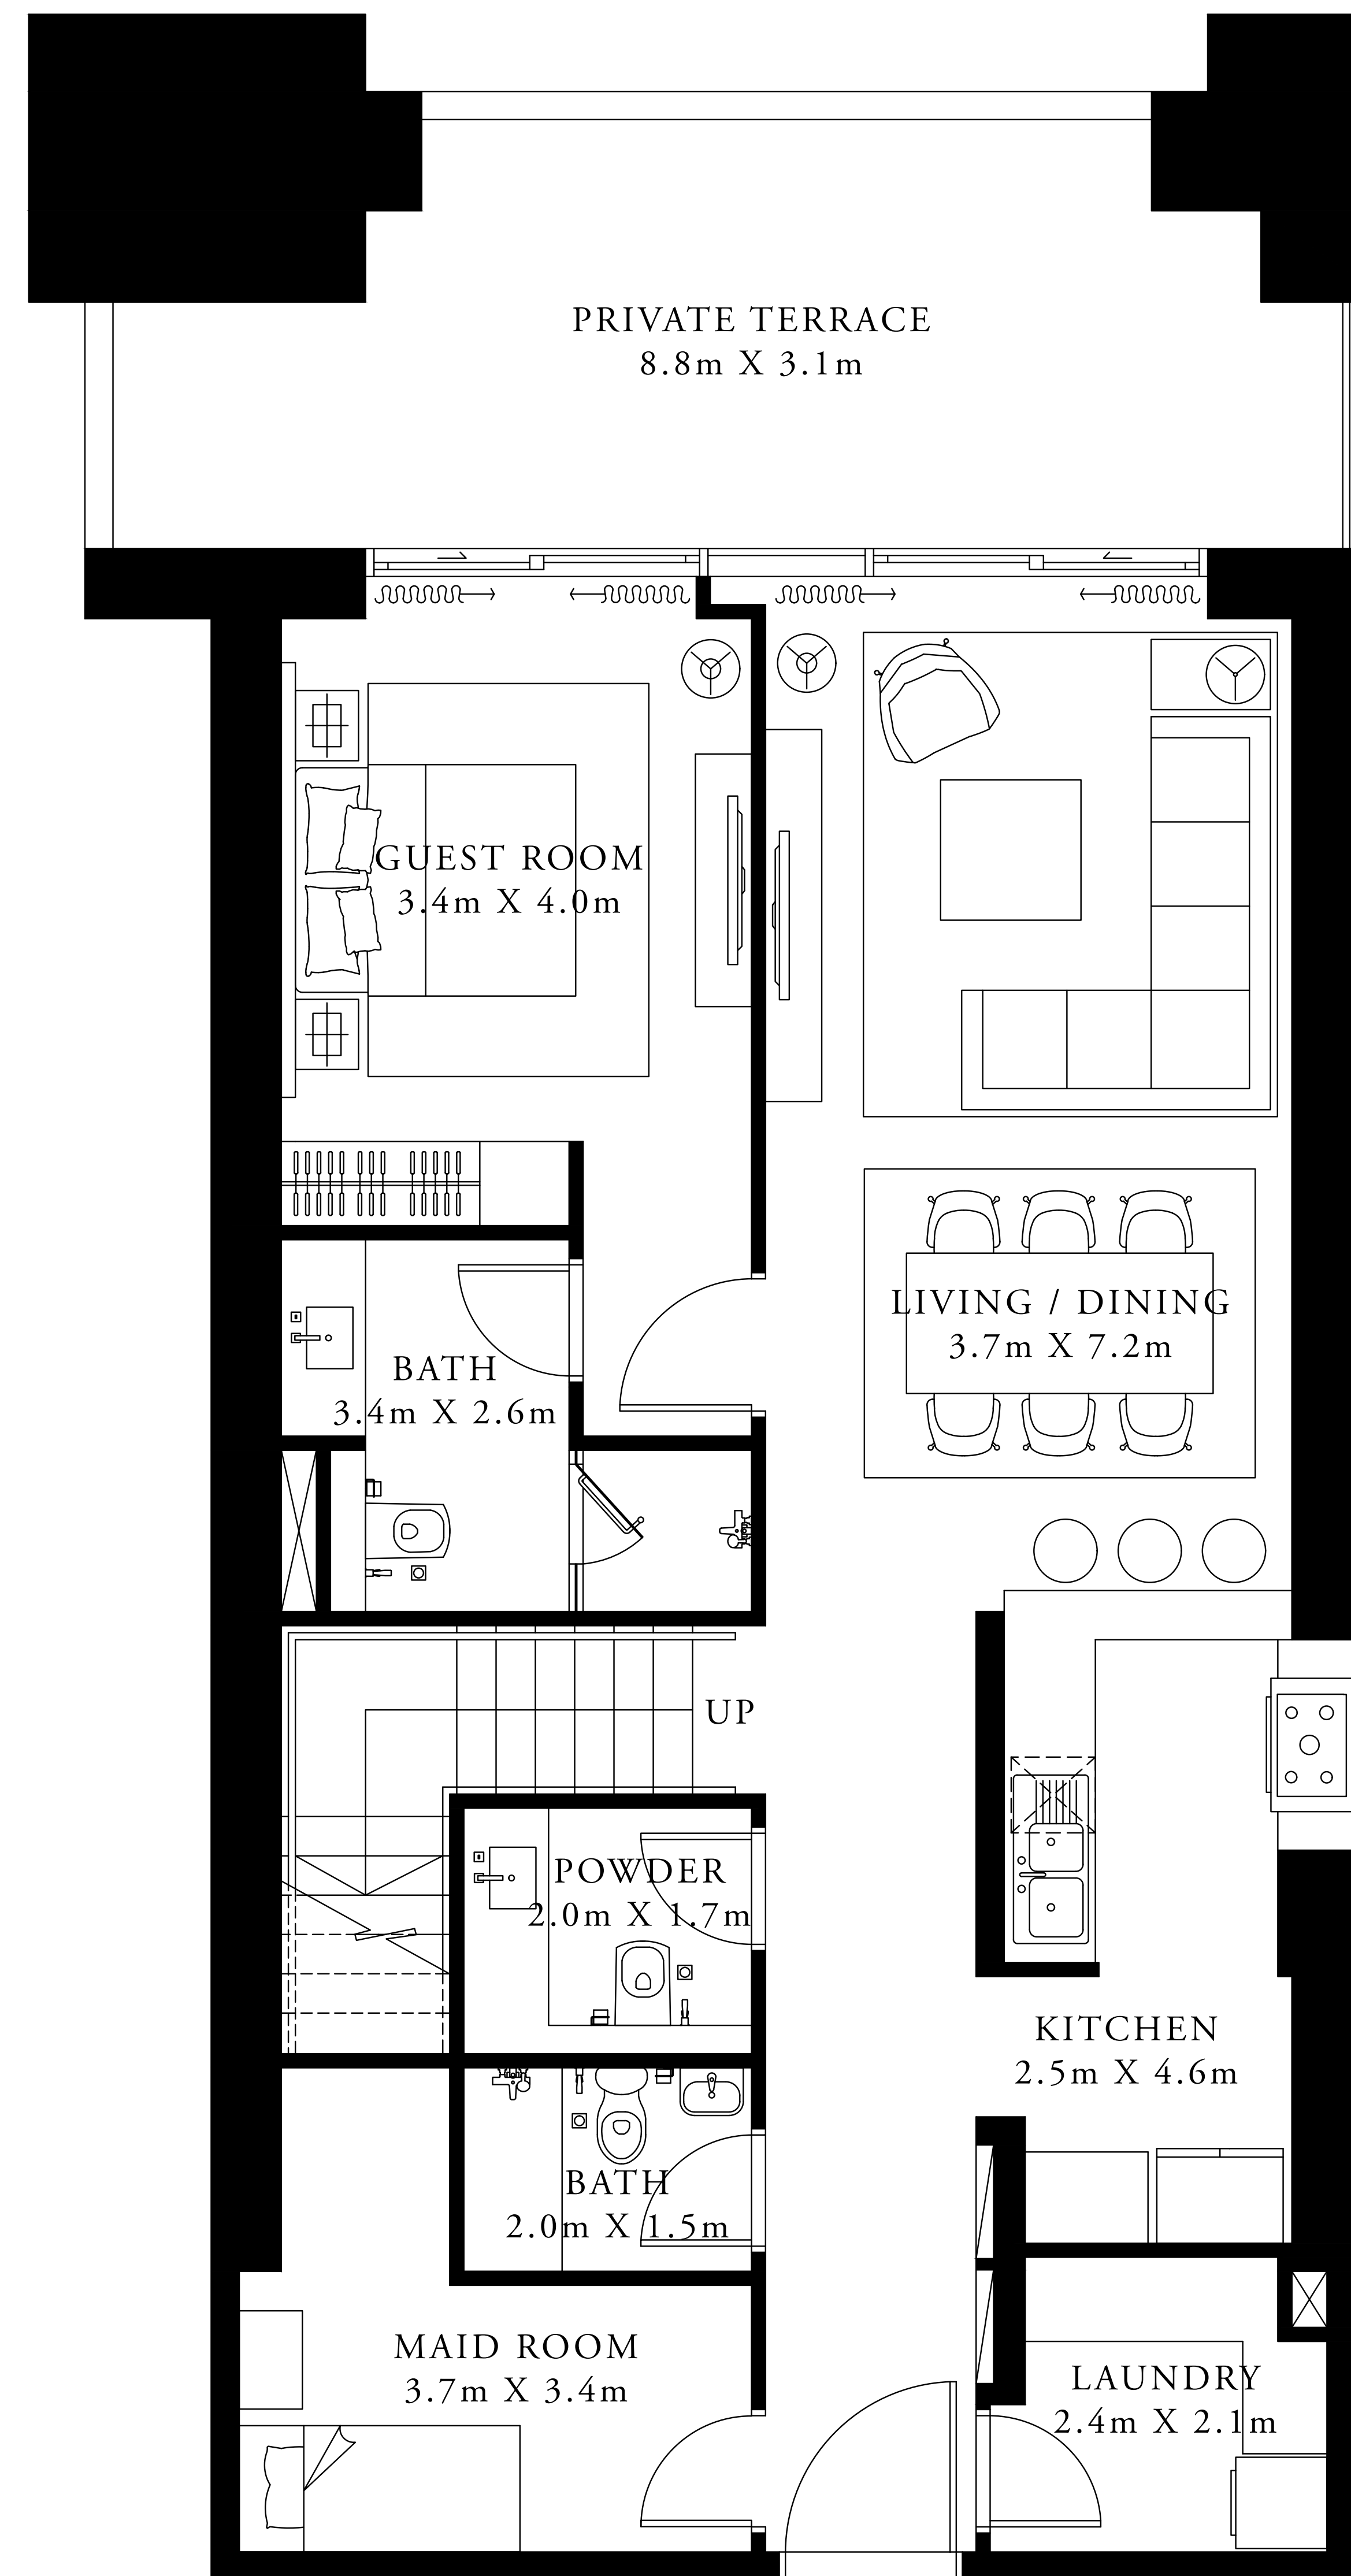 PRIVATE TERRACE
8.8m X 3.1m
GUEST ROOM
3.4m X 4.0m
LIVING / DINING
3.7m X 7.2m
BATH
3.4m X 2.6m
UP
POWDER
2.0m X 1.7m
KITCHEN
2.5m X 4.6m
BATH
2.0m X 1.5m
MAID ROOM
3.7m X 3.4m
LAUNDRY
2.4m X 2.1m